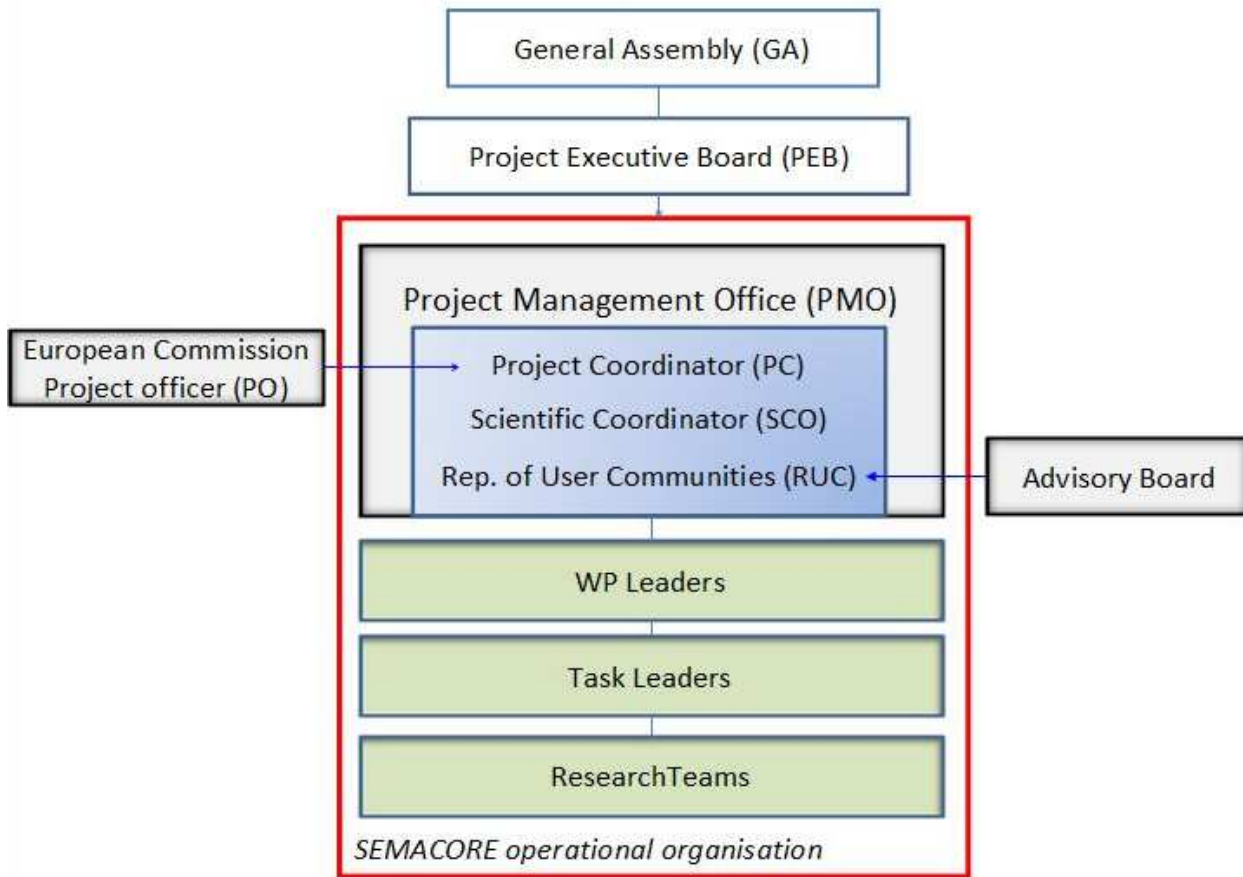 General Assembly (GA)
Project Executive Board (PEB)
Project Management Office (PMO)
European Commission
Project officer (PO)
Project Coordinator (PC)
Scientific Coordinator (SCO)
Rep. of User Communities (RUC)
Advisory Board
WP Leaders
Task Leaders
ResearchTeams
SEMACORE operational organisation